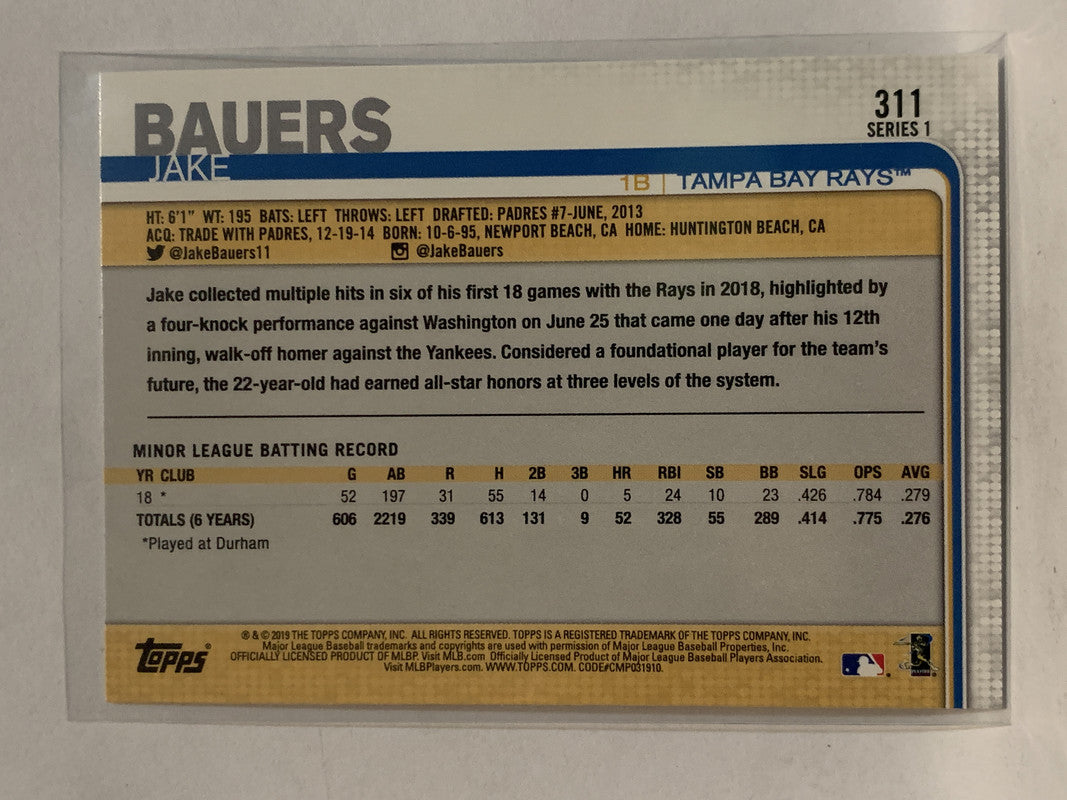 BAUERS
JAKE
311
SERIES 1
1B | TAMPA BAY RAYS™
HT: 6'1" WT: 195 BATS: LEFT THROWS: LEFT DRAFTED: PADRES #7-JUNE, 2013
ACQ: TRADE WITH PADRES, 12-19-14 BORN: 10-6-95, NEWPORT BEACH, CA HOME: HUNTINGTON BEACH, CA
@JakeBauers11 @JakeBauers
Jake collected multiple hits in six of his first 18 games with the Rays in 2018, highlighted by
a four-knock performance against Washington on June 25 that came one day after his 12th
inning, walk-off homer against the Yankees. Considered a foundational player for the team's
future, the 22-year-old had earned all-star honors at three levels of the system.
MINOR LEAGUE BATTING RECORD
YR CLUB G AB R H 2B 3B HR RBI SB BB SLG OPS AVG
18 * 52 197 31 55 14 0 5 24 10 23 .426 .784 .279
TOTALS (6 YEARS) 606 2219 339 613 131 9 52 328 55 289 .414 .775 .276
*Played at Durham
Topps®
® & © 2019 THE TOPPS COMPANY, INC. ALL RIGHTS RESERVED. TOPPS IS A REGISTERED TRADEMARK OF THE TOPPS COMPANY, INC.
Major League Baseball trademarks and copyrights are used with permission of Major League Baseball Properties, Inc.
OFFICIALLY LICENSED PRODUCT OF MLBP. Visit MLB.com Officially Licensed Product of Major League Baseball Players Association.
Visit MLBPlayers.com. WWW.TOPPS.COM. CODE#CMP031910.